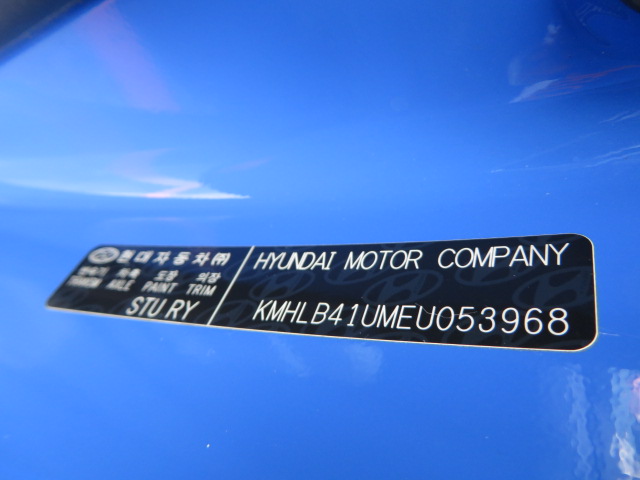 현대자동차(주)
변속기 차축 도장 의장
TRANSM AXLE PAINT TRIM
STU RY
HYUNDAI MOTOR COMPANY
KMHLB41UMEU053968